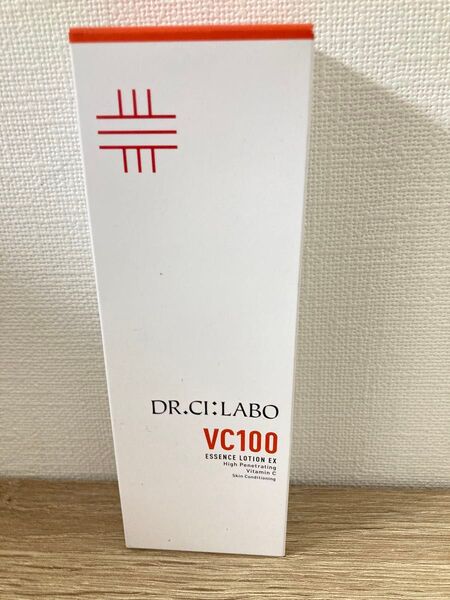 DR.CI:LABO
VC100
ESSENCE LOTION EX
High Penetrating
Vitamin C
Skin Conditioning